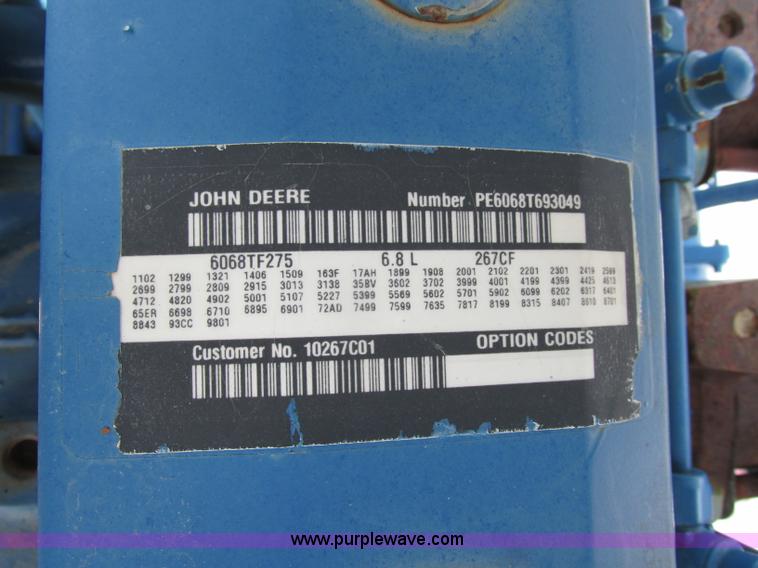 JOHN DEERE Number PE6068T693049
6068TF275 6.8 L 267CF
1102 1299 1321 1406 1509 163F 17AH 1899 1908 2001 2102 2201 2301 2419 2599
2699 2799 2809 2915 3013 3138 35BV 3602 3702 3999 4001 4199 4399 4425 4613
4712 4820 4902 5001 5107 5227 5399 5569 5602 5701 5902 6099 6202 6317 6401
65ER 6698 6710 6895 6901 72AD 7499 7599 7635 7817 8199 8315 8407 8610 8701
8843 93CC 9801
Customer No. 10267C01 OPTION CODES
www.purplewave.com